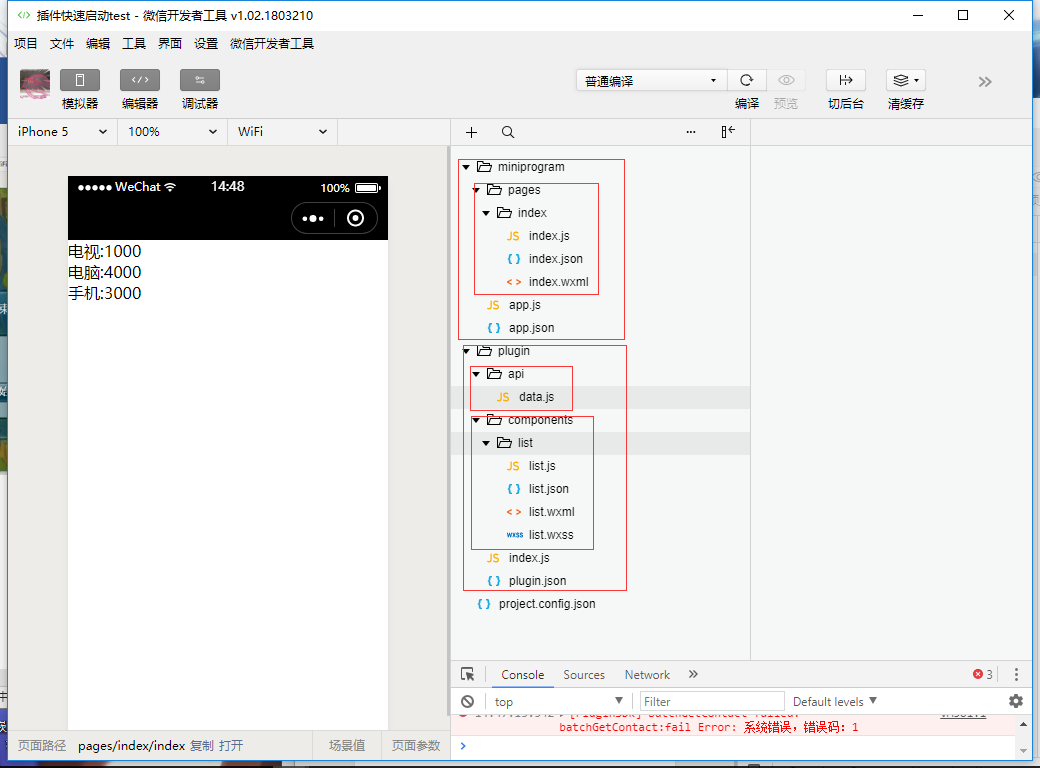 插件快速启动test - 微信开发者工具 v1.02.1803210
项目 文件 编辑 工具 界面 设置 微信开发者工具
普通编译
模拟器 编辑器 调试器 编译 预览 切后台 清缓存
iPhone 5 100% WiFi
WeChat 14:48 100%
电视:1000
电脑:4000
手机:3000
miniprogram
pages
index
JS index.js
{ } index.json
< > index.wxml
JS app.js
{ } app.json
plugin
api
JS data.js
components
list
JS list.js
{ } list.json
< > list.wxml
wxss list.wxss
JS index.js
{ } plugin.json
{ } project.config.json
Console Sources Network 3
top Filter Default levels
batchGetContact:fail Error: 系统错误，错误码：1
页面路径 pages/index/index 复制 打开 场景值 页面参数